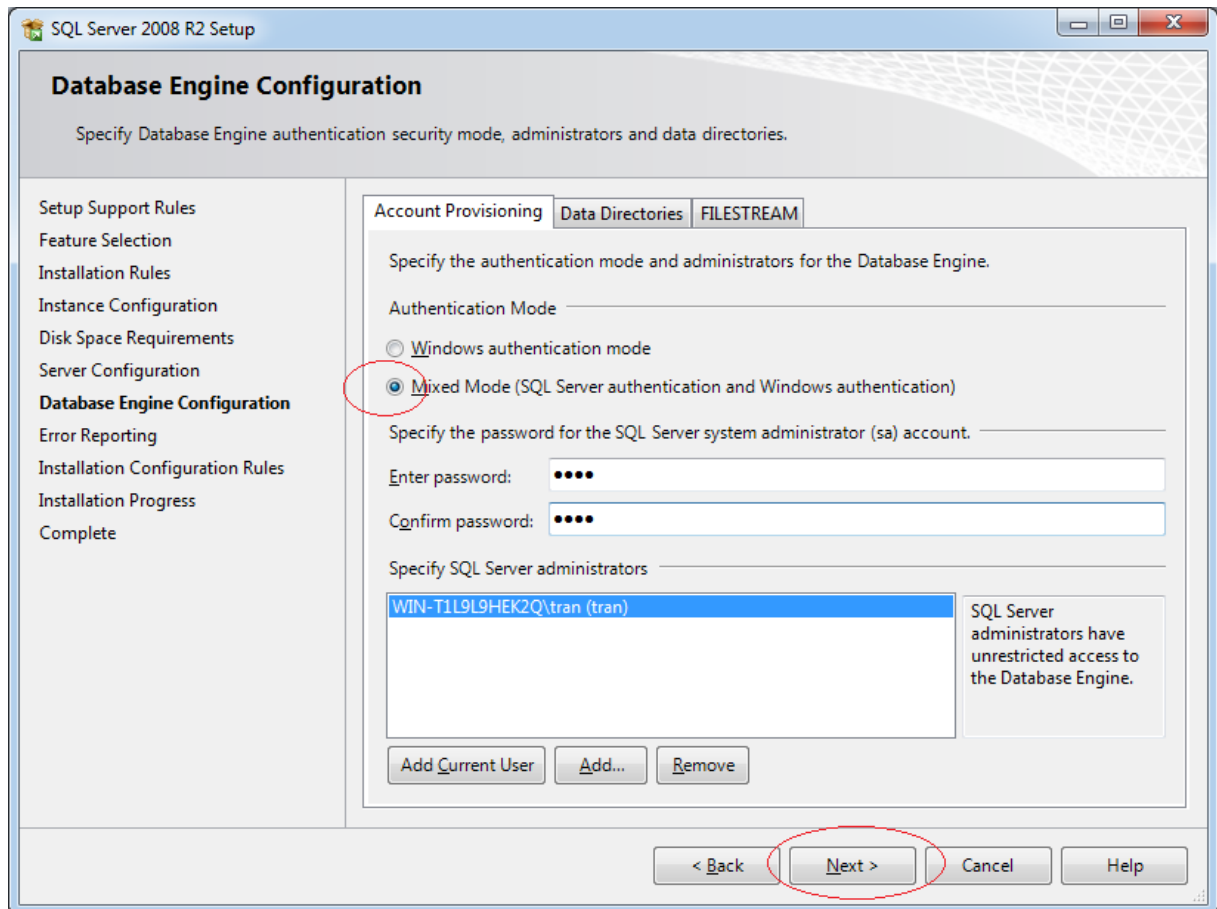 SQL Server 2008 R2 Setup
Database Engine Configuration
Specify Database Engine authentication security mode, administrators and data directories.
Setup Support Rules
Feature Selection
Installation Rules
Instance Configuration
Disk Space Requirements
Server Configuration
Database Engine Configuration
Error Reporting
Installation Configuration Rules
Installation Progress
Complete
Account Provisioning
Data Directories
FILESTREAM
Specify the authentication mode and administrators for the Database Engine.
Authentication Mode
Windows authentication mode
Mixed Mode (SQL Server authentication and Windows authentication)
Specify the password for the SQL Server system administrator (sa) account.
Enter password: ●●●●
Confirm password: ●●●●
Specify SQL Server administrators
WIN-T1L9L9HEK2Q\tran (tran)
SQL Server
administrators have
unrestricted access to
the Database Engine.
Add Current User
Add...
Remove
< Back
Next >
Cancel
Help